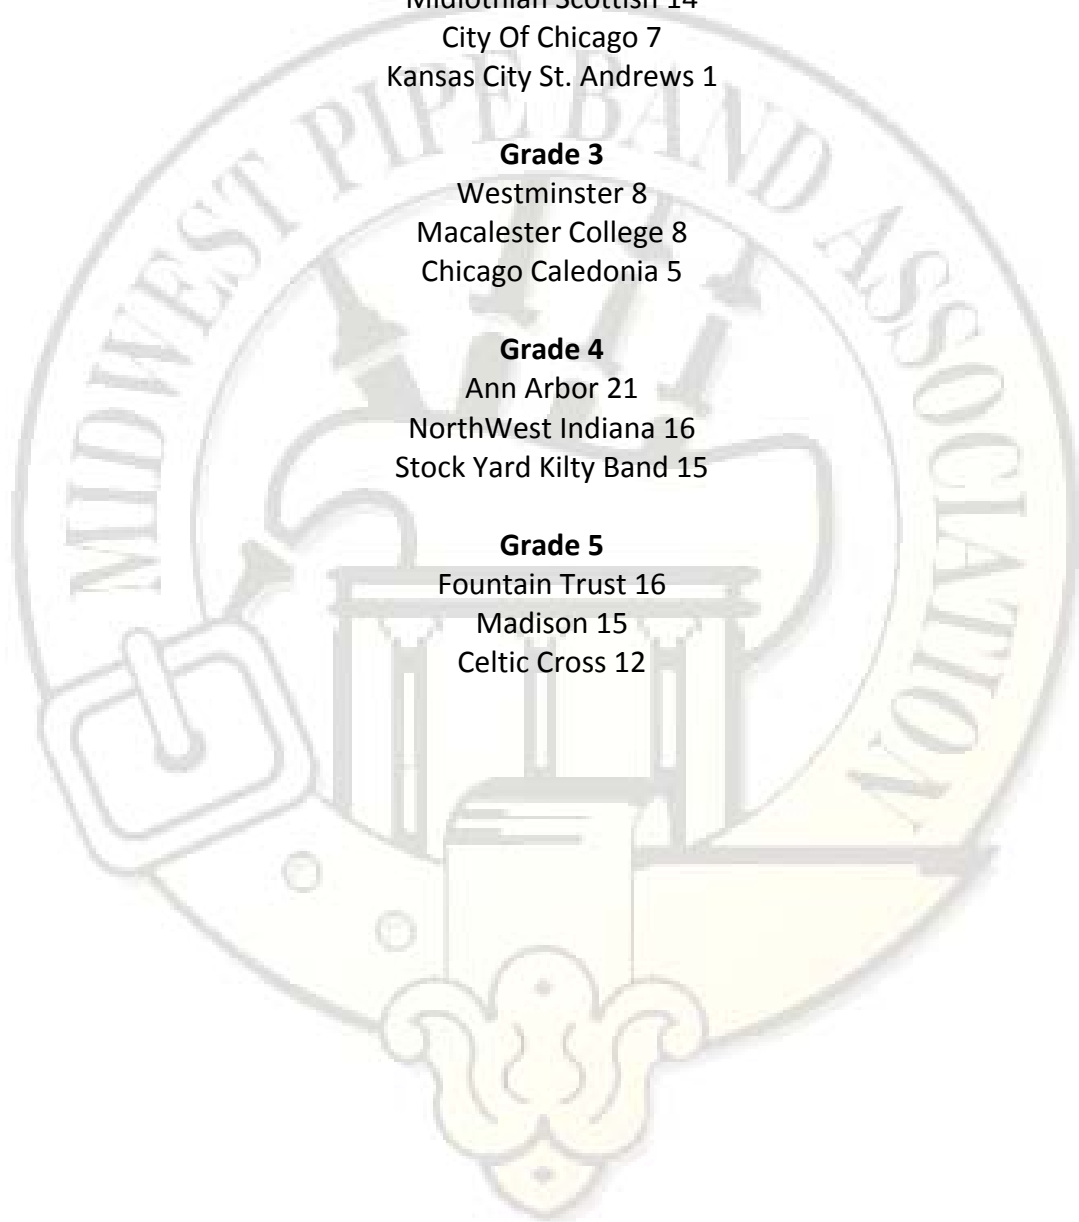 Midlothian Scottish 14
City Of Chicago 7
Kansas City St. Andrews 1
Grade 3
Westminster 8
Macalester College 8
Chicago Caledonia 5
Grade 4
Ann Arbor 21
NorthWest Indiana 16
Stock Yard Kilty Band 15
Grade 5
Fountain Trust 16
Madison 15
Celtic Cross 12
MIDWEST PIPE BAND ASSOCIATION